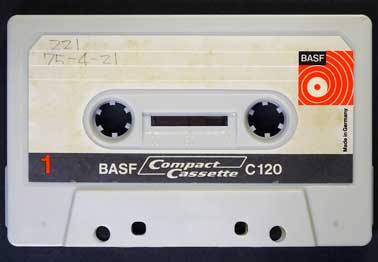 221
75-4-21
BASF
Made in Germany
1
BASF Compact Cassette C120